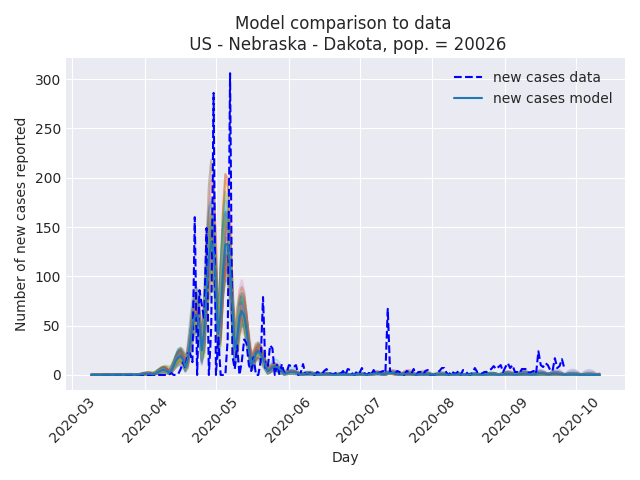 Model comparison to data
US - Nebraska - Dakota, pop. = 20026
new cases data
new cases model
Number of new cases reported
300
250
200
150
100
50
0
2020-03
2020-04
2020-05
2020-06
2020-07
2020-08
2020-09
2020-10
Day